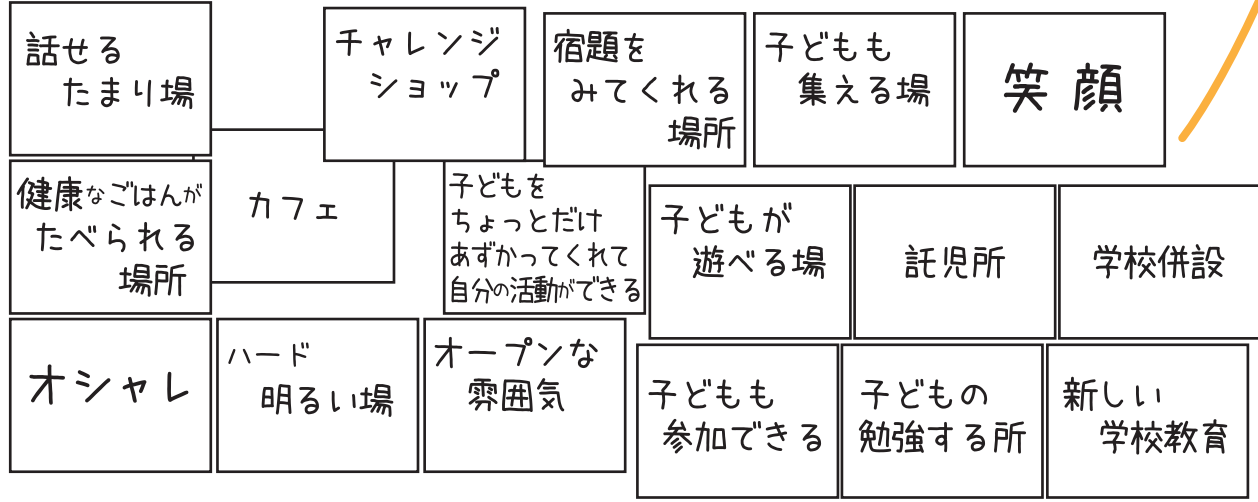 話せる
たまり場
チャレンジ
ショップ
宿題を
みてくれる
場所
子どもも
集える場
笑顔
健康なごはんが
たべられる
場所
カフェ
子どもを
ちょっとだけ
あずかってくれて
自分の活動ができる
子どもが
遊べる場
託児所
学校併設
オシャレ
ハード
明るい場
オープンな
雰囲気
子どもも
参加できる
子どもの
勉強する所
新しい
学校教育